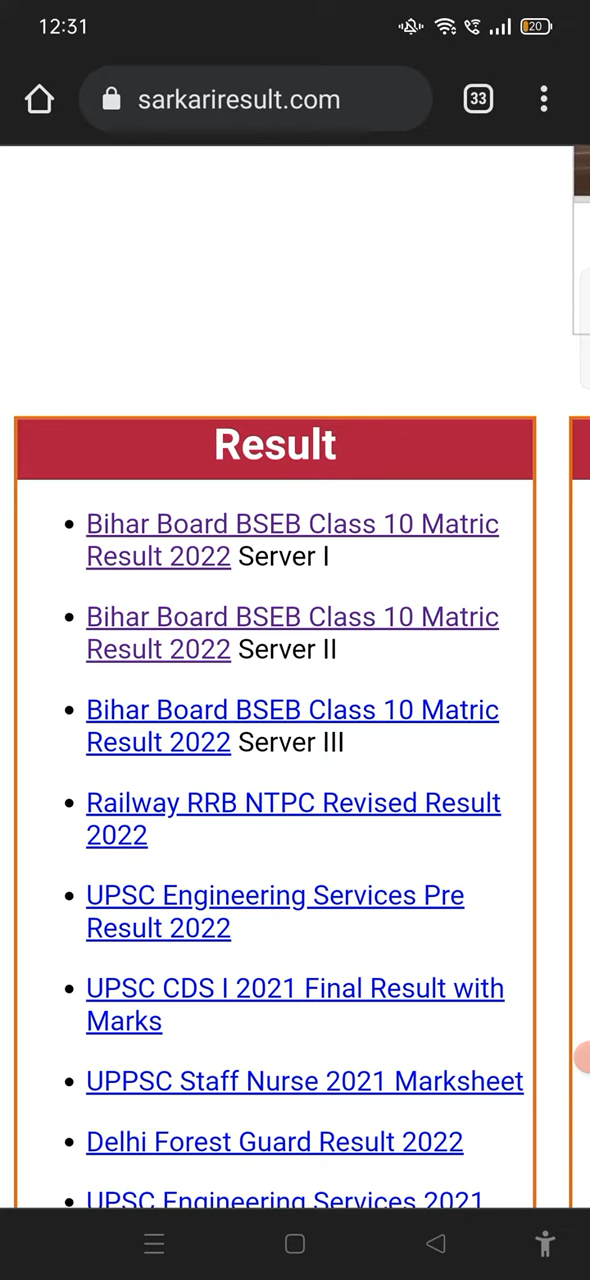 12:31
20
sarkariresult.com
33
Result
Bihar Board BSEB Class 10 Matric
Result 2022 Server I
Bihar Board BSEB Class 10 Matric
Result 2022 Server II
Bihar Board BSEB Class 10 Matric
Result 2022 Server III
Railway RRB NTPC Revised Result
2022
UPSC Engineering Services Pre
Result 2022
UPSC CDS I 2021 Final Result with
Marks
UPPSC Staff Nurse 2021 Marksheet
Delhi Forest Guard Result 2022
UPSC Engineering Services 2021